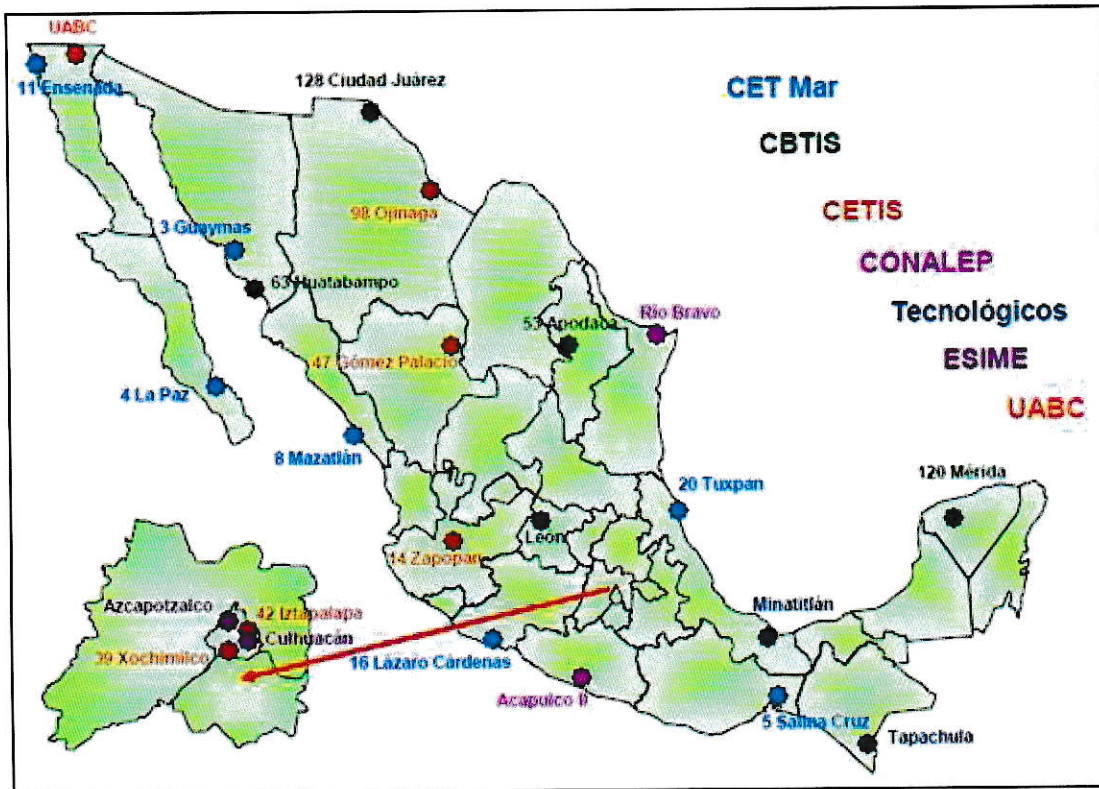 UABC
11 Ensenada
128 Ciudad Juárez
CET Mar
CBTIS
98 Ojinaga
CETIS
3 Guaymas
CONALEP
63 Huatabampo
Tecnológicos
53 Apodaca
Río Bravo
47 Gómez Palacio
ESIME
4 La Paz
UABC
8 Mazatlán
20 Tuxpan
120 Mérida
León
14 Zapopan
Azcapotzalco
42 Iztapalapa
Culhuacán
Minatitlán
39 Xochimilco
16 Lázaro Cárdenas
Acapulco II
5 Salina Cruz
Tapachula